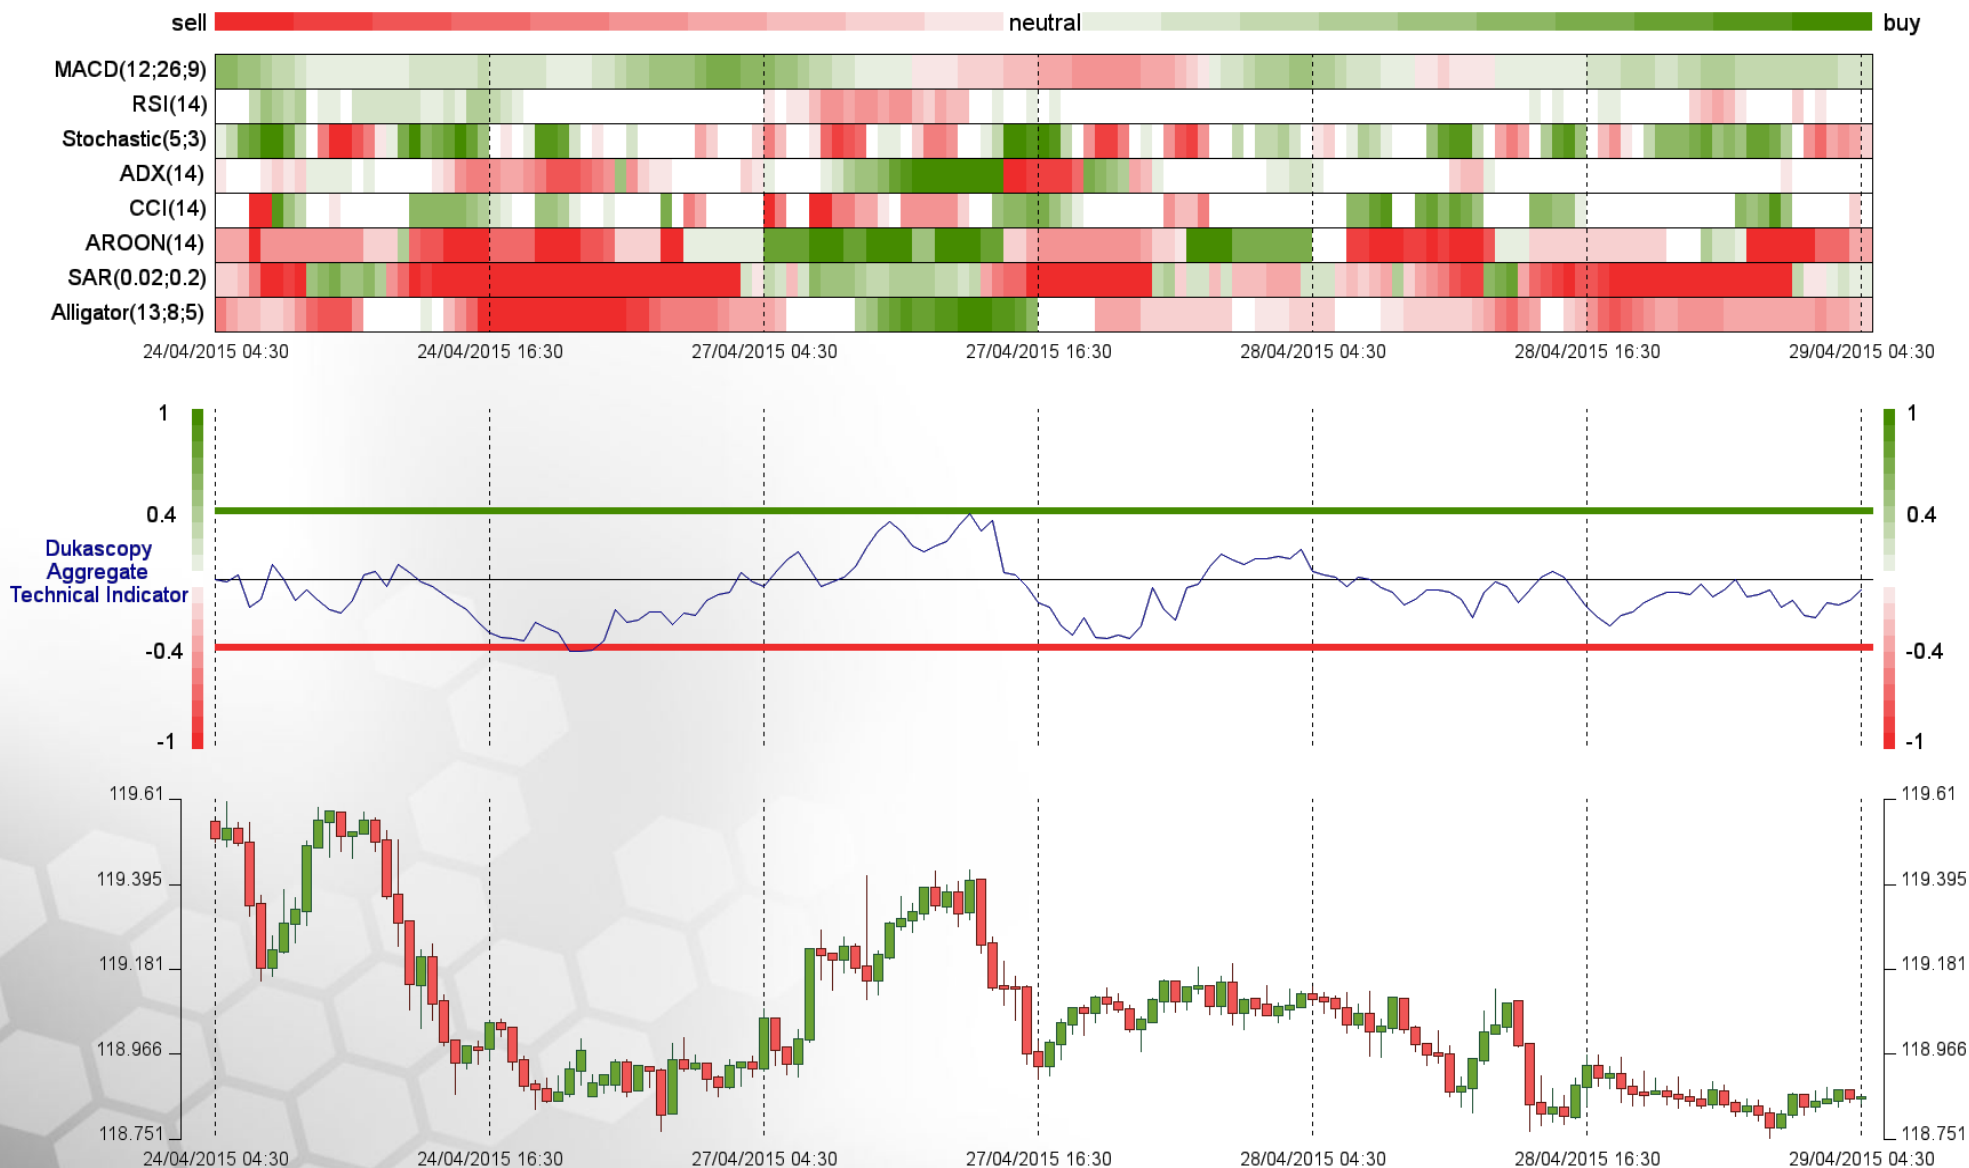 sell neutral buy
MACD(12;26;9)
RSI(14)
Stochastic(5;3)
ADX(14)
CCI(14)
AROON(14)
SAR(0.02;0.2)
Alligator(13;8;5)
24/04/2015 04:30 24/04/2015 16:30 27/04/2015 04:30 27/04/2015 16:30 28/04/2015 04:30 28/04/2015 16:30 29/04/2015 04:30
1 1
0.4 0.4
Dukascopy
Aggregate
Technical Indicator
-0.4 -0.4
-1 -1
119.61 119.61
119.395 119.395
119.181 119.181
118.966 118.966
118.751 118.751
24/04/2015 04:30 24/04/2015 16:30 27/04/2015 04:30 27/04/2015 16:30 28/04/2015 04:30 28/04/2015 16:30 29/04/2015 04:30